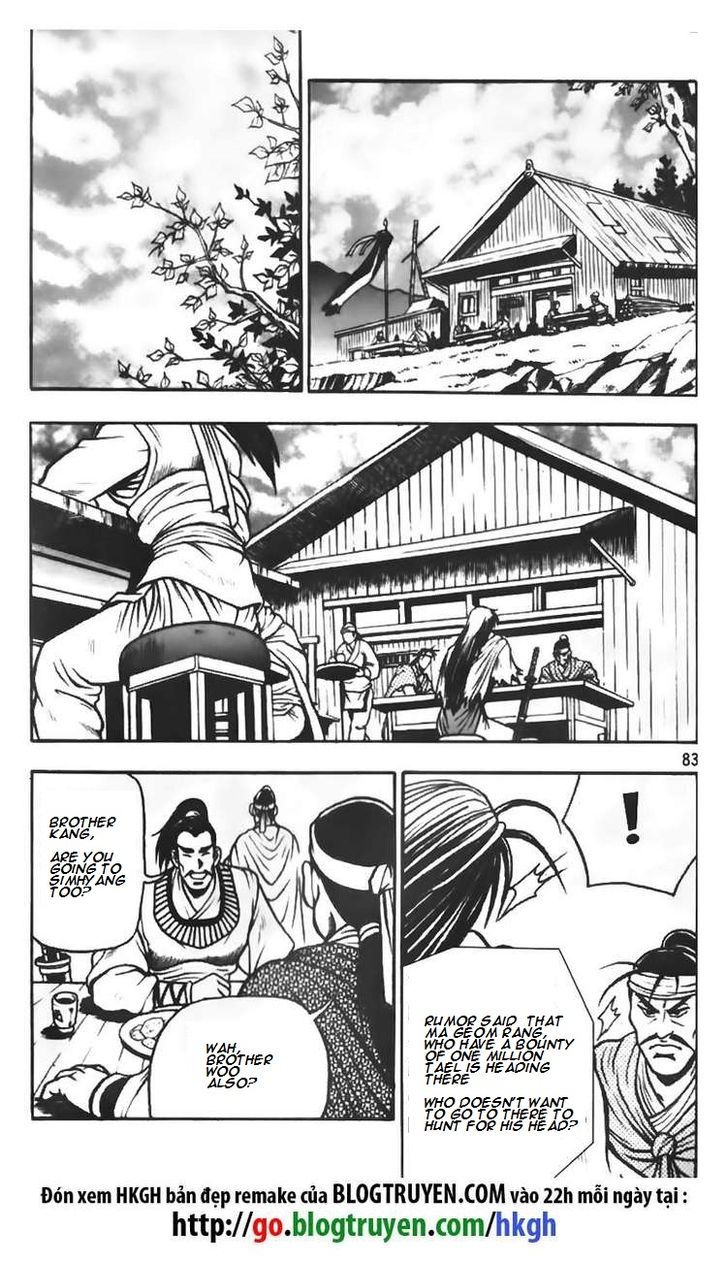 83
BROTHER
KANG,
ARE YOU
GOING TO
SIMHYANG
TOO?
WAH,
BROTHER
WOO
ALSO?
!
RUMOR SAID THAT
MA GEOM RANG,
WHO HAVE A BOUNTY
OF ONE MILLION
TAEL IS HEADING
THERE
WHO DOESN'T WANT
TO GO TO THERE TO
HUNT FOR HIS HEAD?
Đón xem HKGH bản đẹp remake của BLOGTRUYEN.COM vào 22h mỗi ngày tại :
http://go.blogtruyen.com/hkgh